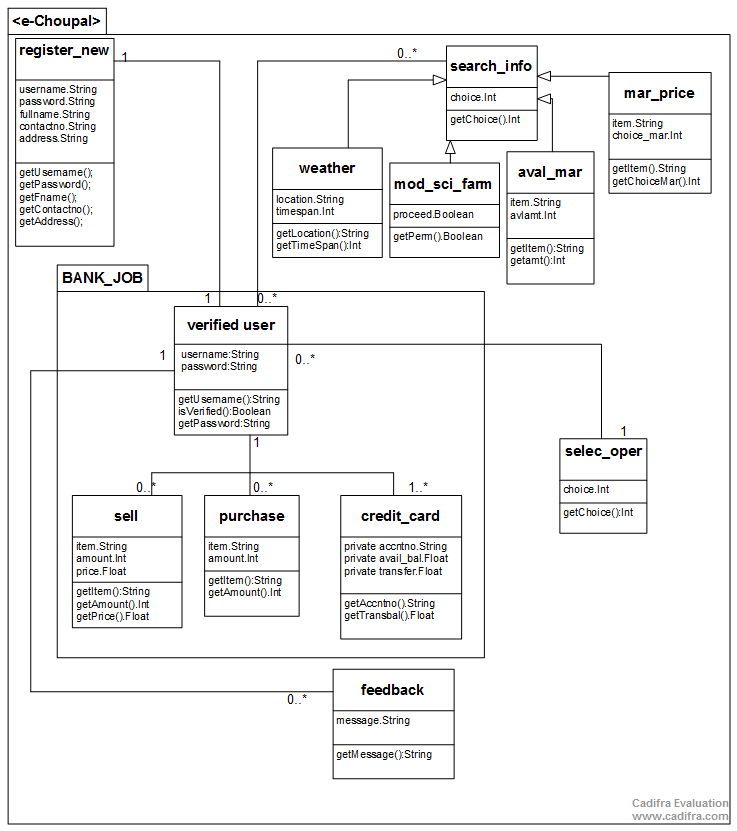 <e-Choupal>
register_new
username.String
password.String
fullname.String
contactno.String
address.String
getUsername();
getPassword();
getFname();
getContactno();
getAddress();
1
0..*
search_info
choice.Int
getChoice().Int
mar_price
item.String
choice_mar.Int
getItem().String
getChoiceMar().Int
weather
location.String
timespan.Int
getLocation():String
getTimeSpan():Int
mod_sci_farm
proceed.Boolean
getPerm().Boolean
aval_mar
item.String
avlamt.Int
getItem():String
getamt():Int
BANK_JOB
1
0..*
verified user
username:String
password:String
getUsername():String
isVerified():Boolean
getPassword:String
1
0..*
1
selec_oper
choice.Int
getChoice():Int
1
0..*
0..*
1..*
sell
item.String
amount.Int
price.Float
getItem():String
getAmount().Int
getPrice().Float
purchase
item.String
amount.Int
getItem():String
getAmount().Int
credit_card
private accntno.String
private avail_bal.Float
private transfer.Float
getAccntno().String
getTransbal().Float
0..*
feedback
message.String
getMessage():String
Cadifra Evaluation
www.cadifra.com